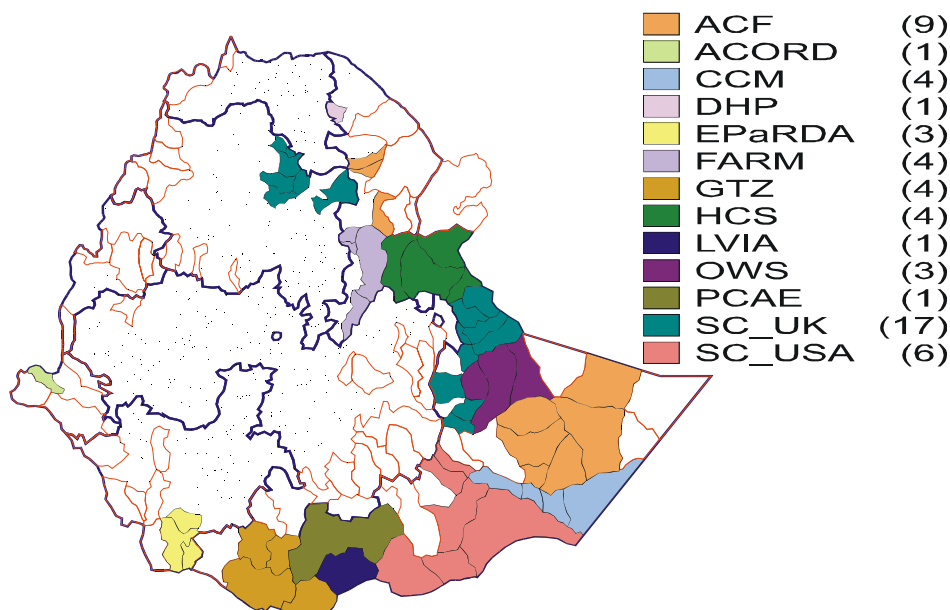 ACF (9)
ACORD (1)
CCM (4)
DHP (1)
EPaRDA (3)
FARM (4)
GTZ (4)
HCS (4)
LVIA (1)
OWS (3)
PCAE (1)
SC_UK (17)
SC_USA (6)